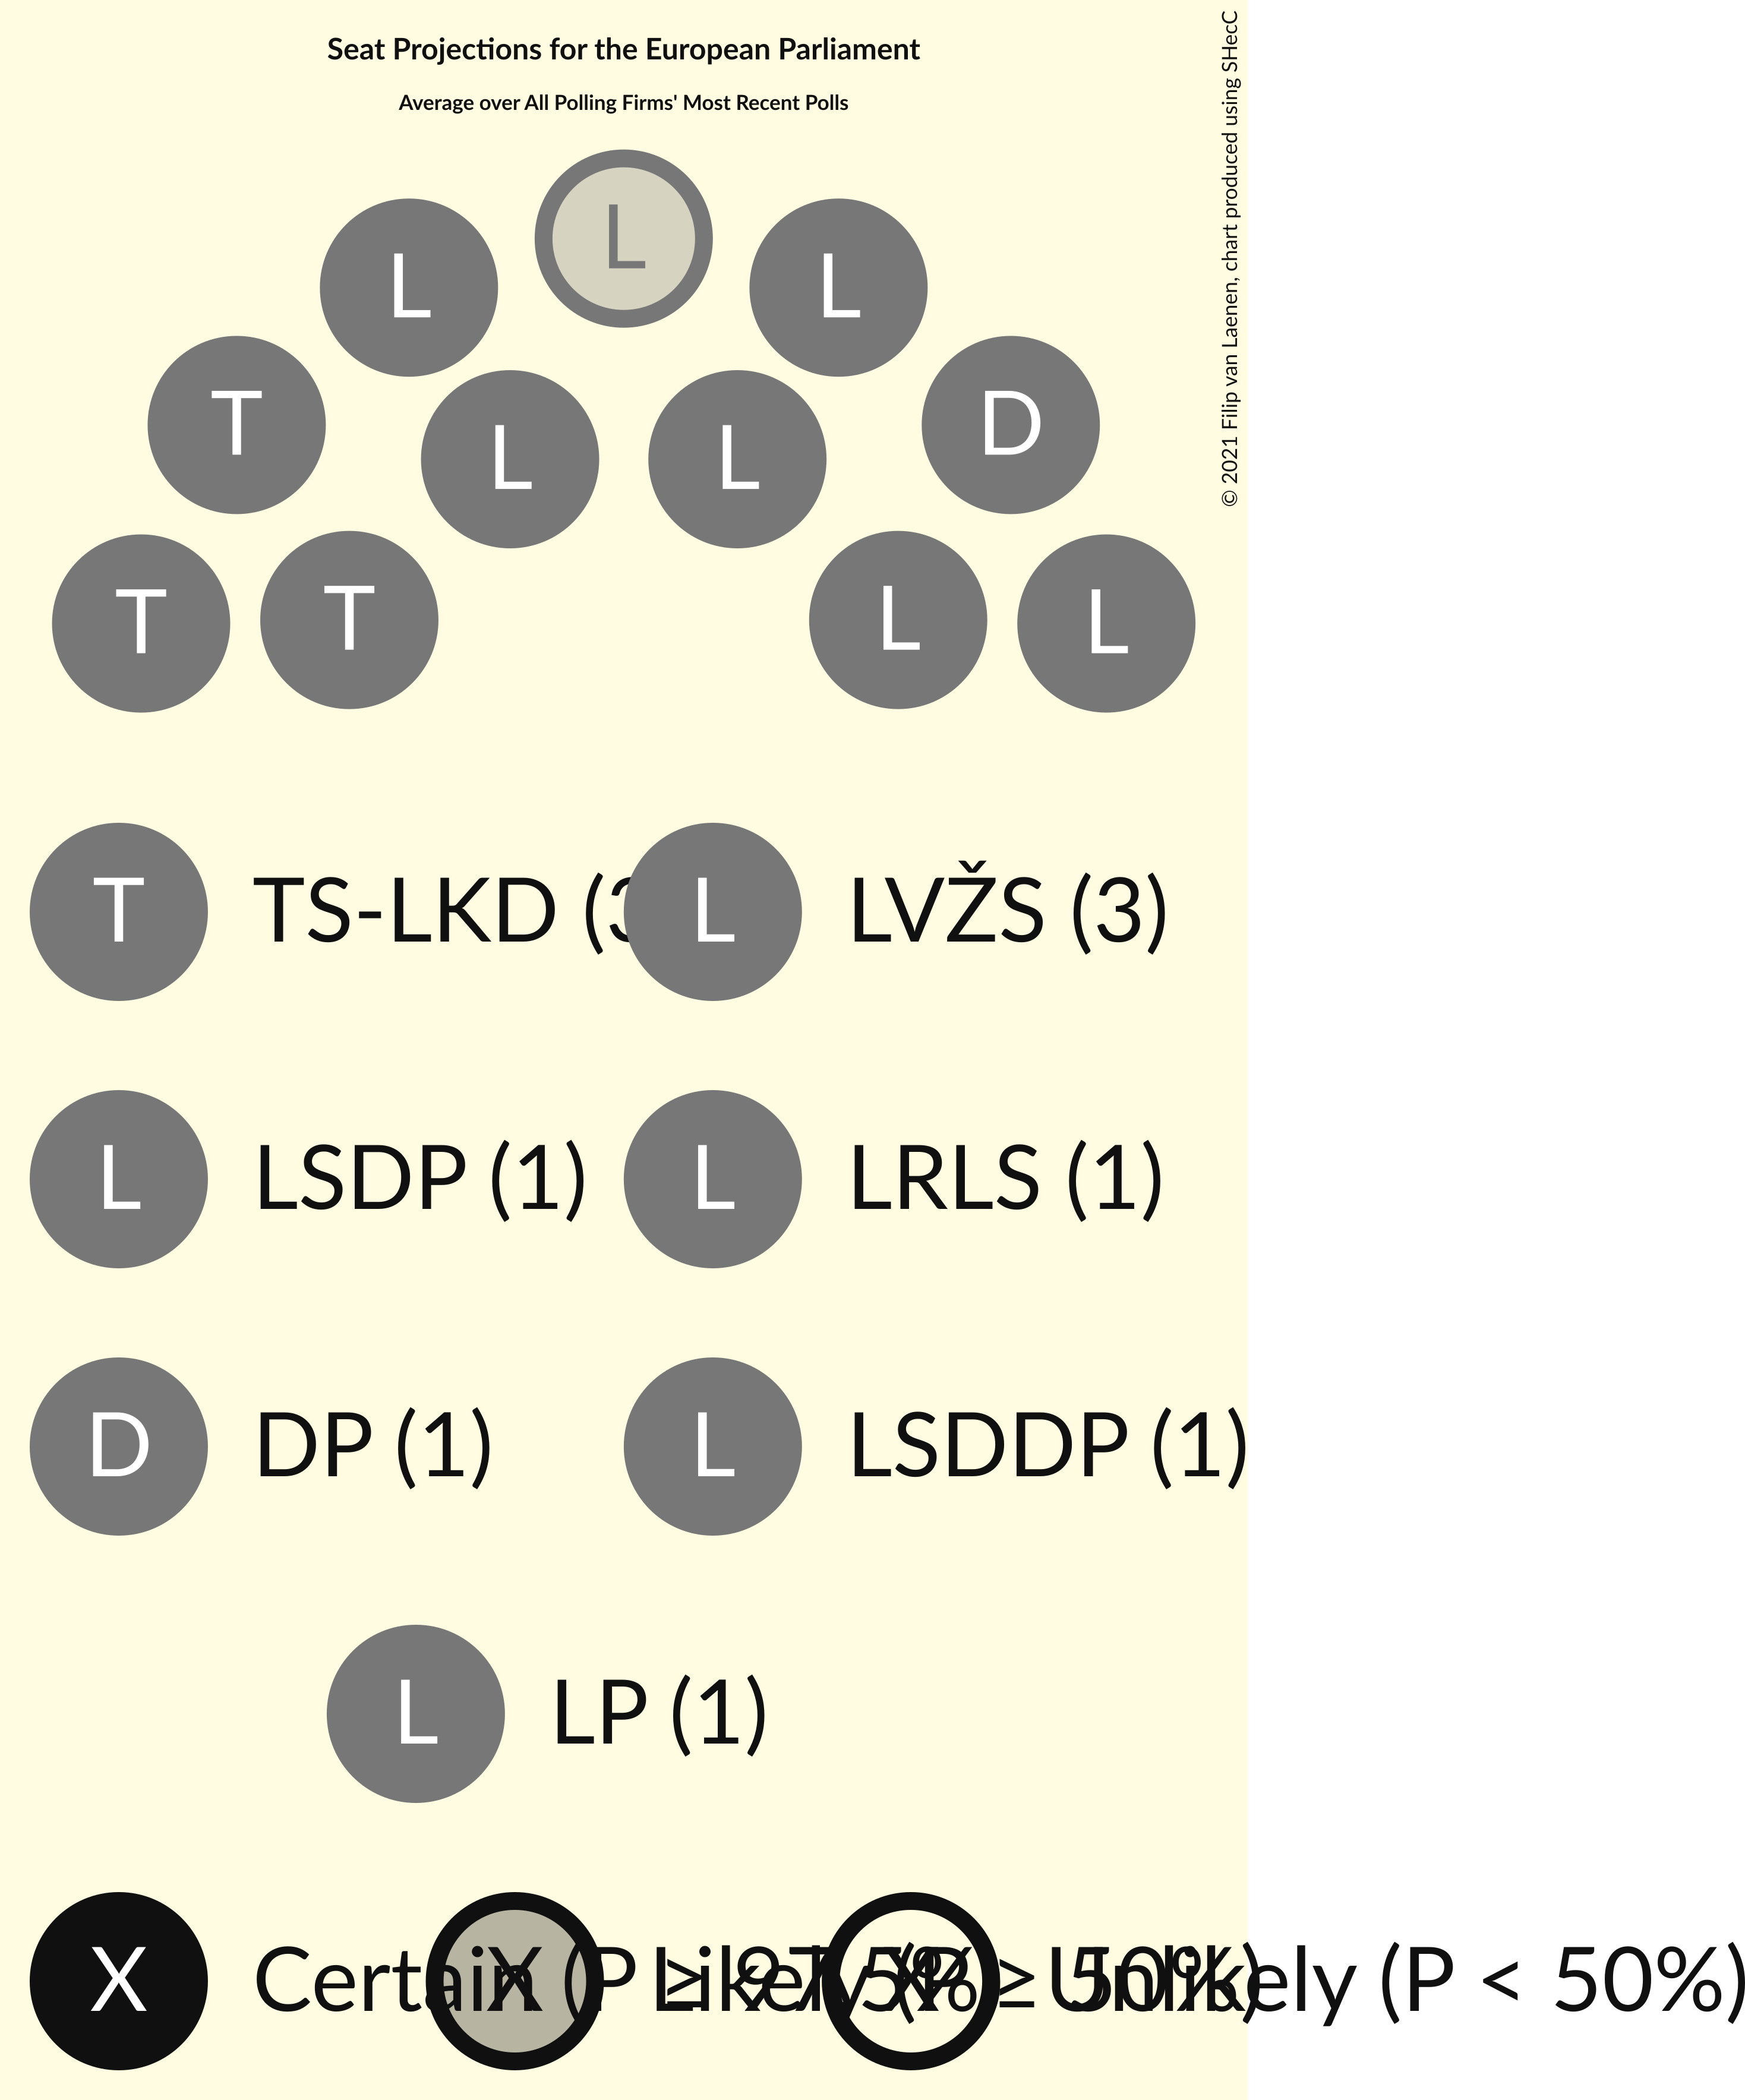 Seat Projections for the European Parliament
Average over All Polling Firms' Most Recent Polls
© 2021 Filip van Laenen, chart produced using SHecC
L
L L
T D
L L
T T L L
T TS-LKD (3 L LVŽS (3)
L LSDP (1) L LRLS (1)
D DP (1) L LSDDP (1)
L LP (1)
X Certain (P ≥ 97.5% X Likely (P ≥ 50%) X Unlikely (P < 50%)